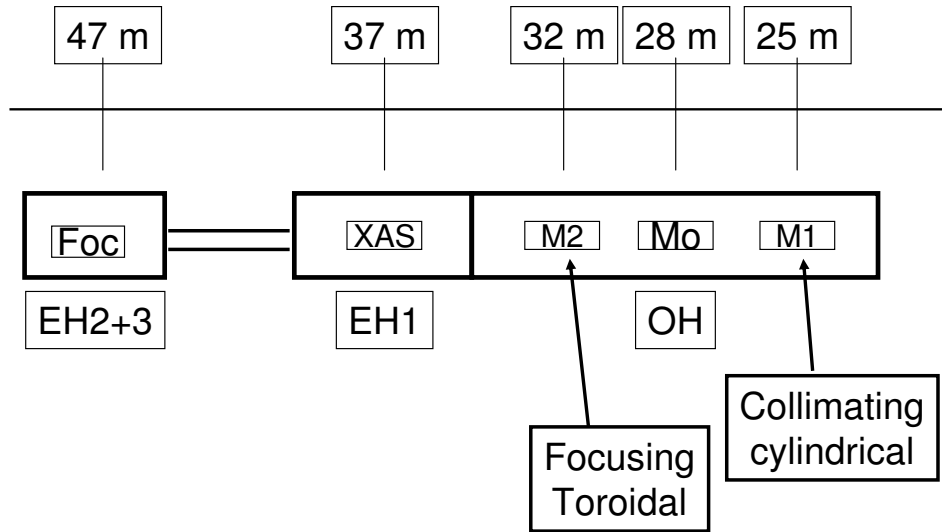 47 m
37 m
32 m
28 m
25 m
Foc
XAS
M2
Mo
M1
EH2+3
EH1
OH
Focusing
Toroidal
Collimating
cylindrical